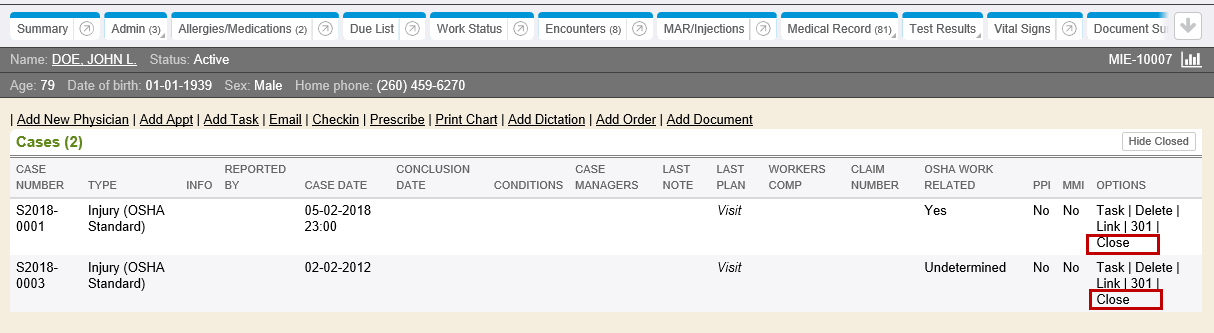 Summary Admin (3) Allergies/Medications (2) Due List Work Status Encounters (8) MAR/Injections Medical Record (81) Test Results Vital Signs Document Su
Name: DOE, JOHN L. Status: Active MIE-10007
Age: 79 Date of birth: 01-01-1939 Sex: Male Home phone: (260) 459-6270
| Add New Physician | Add Appt | Add Task | Email | Checkin | Prescribe | Print Chart | Add Dictation | Add Order | Add Document
Cases (2) Hide Closed
CASE REPORTED CONCLUSION CASE LAST LAST WORKERS CLAIM OSHA WORK
NUMBER TYPE INFO BY CASE DATE DATE CONDITIONS MANAGERS NOTE PLAN COMP NUMBER RELATED PPI MMI OPTIONS
S2018- Injury (OSHA 05-02-2018 Visit Yes No No Task | Delete |
0001 Standard) 23:00 Link | 301 |
Close
S2018- Injury (OSHA 02-02-2012 Visit Undetermined No No Task | Delete |
0003 Standard) Link | 301 |
Close